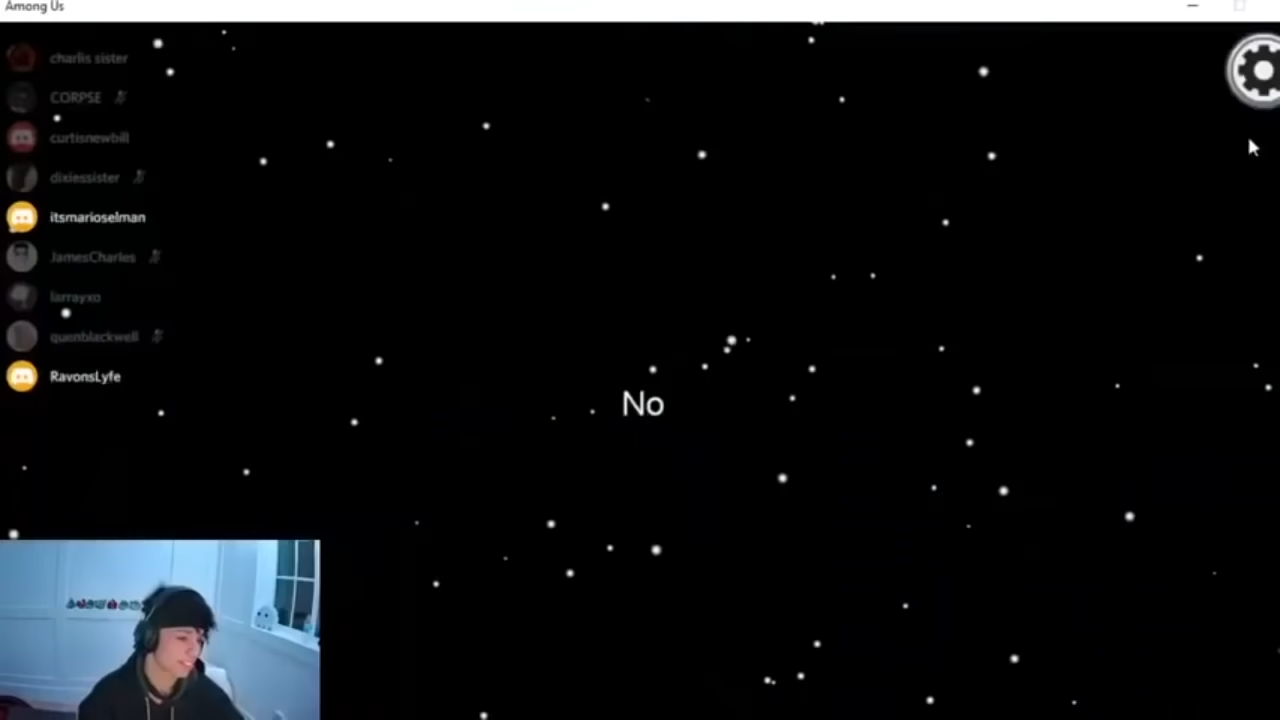 Among Us
charlis sister
CORPSE
curtisnewbill
dixiessister
itsmarioselman
JamesCharles
larrayxo
quenblackwell
RavonsLyfe
No